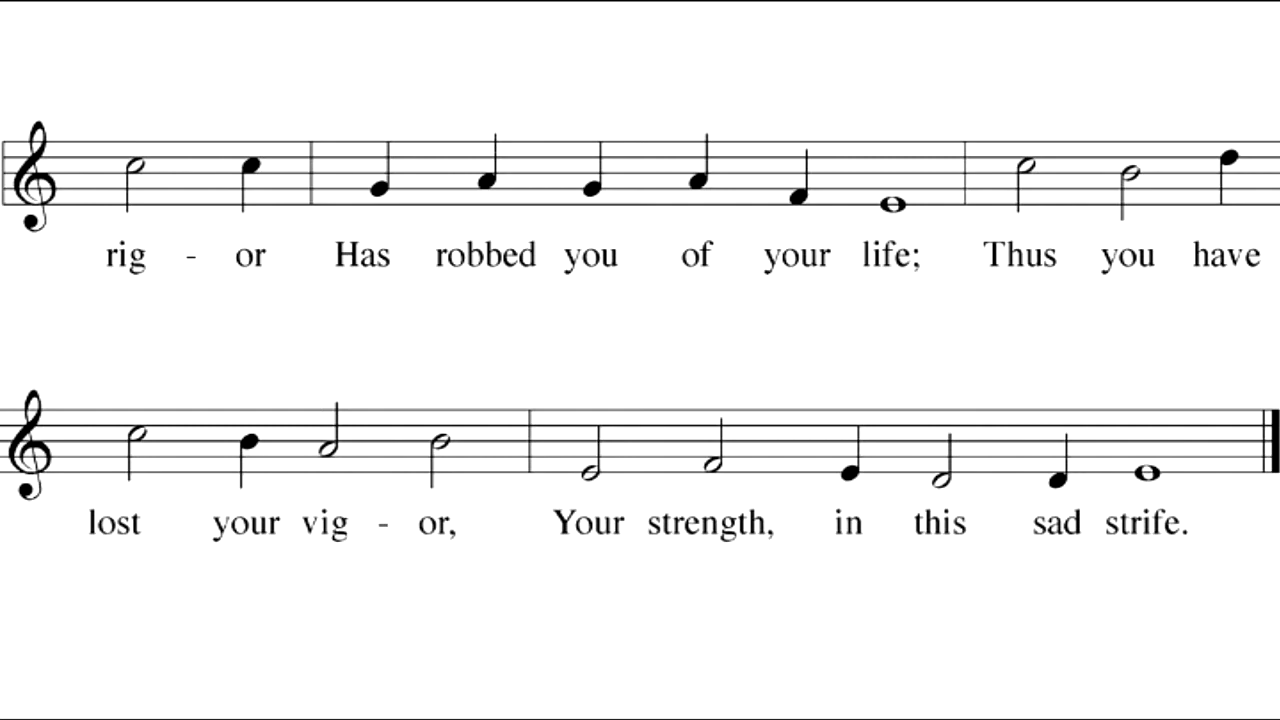 rig - or Has robbed you of your life; Thus you have
lost your vig - or, Your strength, in this sad strife.